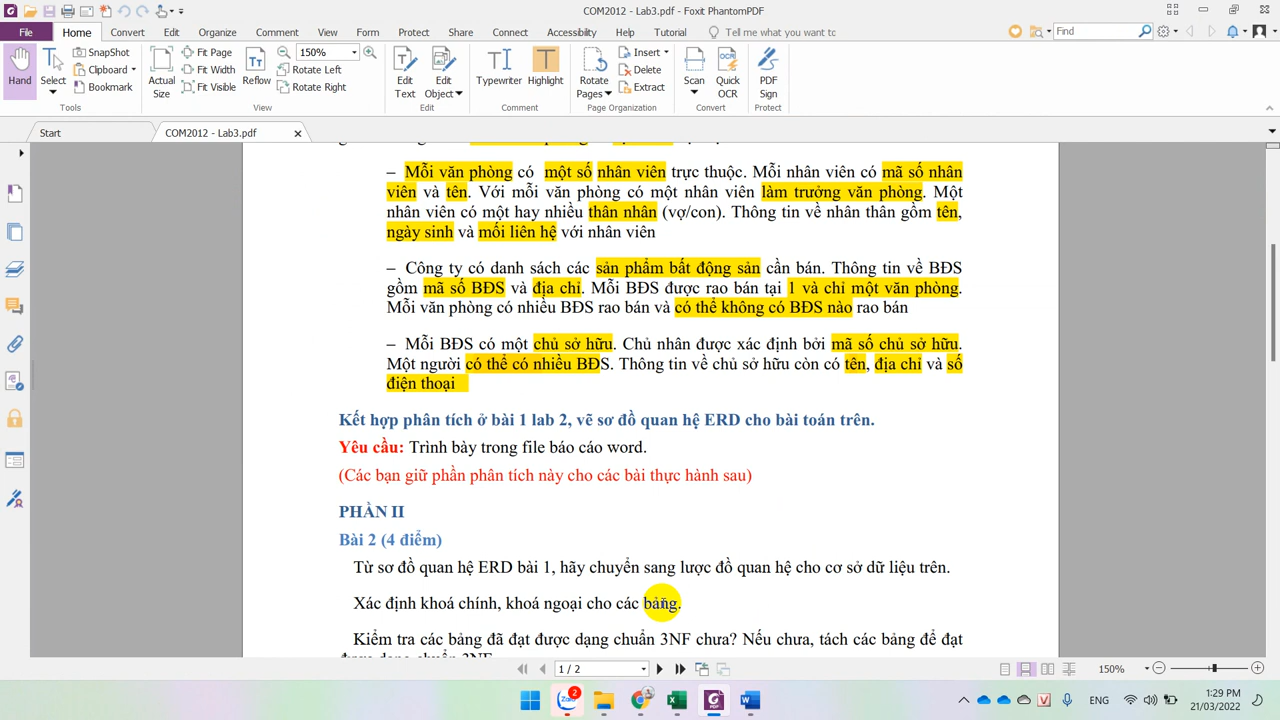 COM2012 - Lab3.pdf - Foxit PhantomPDF
File Home Convert Edit Organize Comment View Form Protect Share Connect Accessibility Help Tutorial Tell me what you want to do Find
Hand
Select
SnapShot
Clipboard
Bookmark
Tools
Actual Size
Fit Page
Fit Width
Fit Visible
Reflow
150%
Rotate Left
Rotate Right
View
Edit Text
Edit Object
Edit
Typewriter
Highlight
Comment
Rotate Pages
Insert
Delete
Extract
Page Organization
Scan
Quick OCR
Convert
PDF Sign
Protect
Start
COM2012 - Lab3.pdf
– Mỗi văn phòng có một số nhân viên trực thuộc. Mỗi nhân viên có mã số nhân
viên và tên. Với mỗi văn phòng có một nhân viên làm trưởng văn phòng. Một
nhân viên có một hay nhiều thân nhân (vợ/con). Thông tin về nhân thân gồm tên,
ngày sinh và mối liên hệ với nhân viên
– Công ty có danh sách các sản phẩm bất động sản cần bán. Thông tin về BĐS
gồm mã số BĐS và địa chỉ. Mỗi BĐS được rao bán tại 1 và chỉ một văn phòng.
Mỗi văn phòng có nhiều BĐS rao bán và có thể không có BĐS nào rao bán
– Mỗi BĐS có một chủ sở hữu. Chủ nhân được xác định bởi mã số chủ sở hữu.
Một người có thể có nhiều BĐS. Thông tin về chủ sở hữu còn có tên, địa chỉ và số
điện thoại
Kết hợp phân tích ở bài 1 lab 2, vẽ sơ đồ quan hệ ERD cho bài toán trên.
Yêu cầu: Trình bày trong file báo cáo word.
(Các bạn giữ phần phân tích này cho các bài thực hành sau)
PHẦN II
Bài 2 (4 điểm)
Từ sơ đồ quan hệ ERD bài 1, hãy chuyển sang lược đồ quan hệ cho cơ sở dữ liệu trên.
Xác định khoá chính, khoá ngoại cho các bảng.
Kiểm tra các bảng đã đạt được dạng chuẩn 3NF chưa? Nếu chưa, tách các bảng để đạt
được dạng chuẩn 3NF
1 / 2
150%
Zalo
2
ENG
1:29 PM
21/03/2022